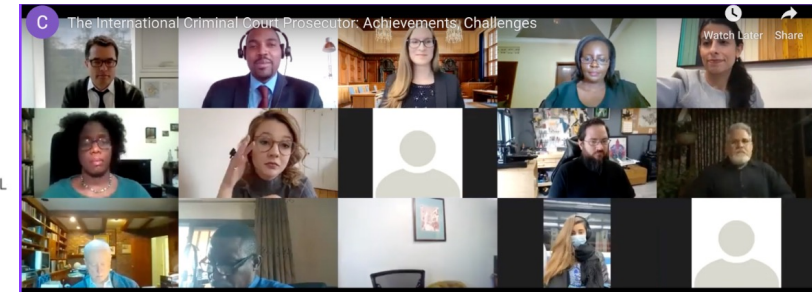 C
The International Criminal Court Prosecutor: Achievements, Challenges
Watch Later
Share
L